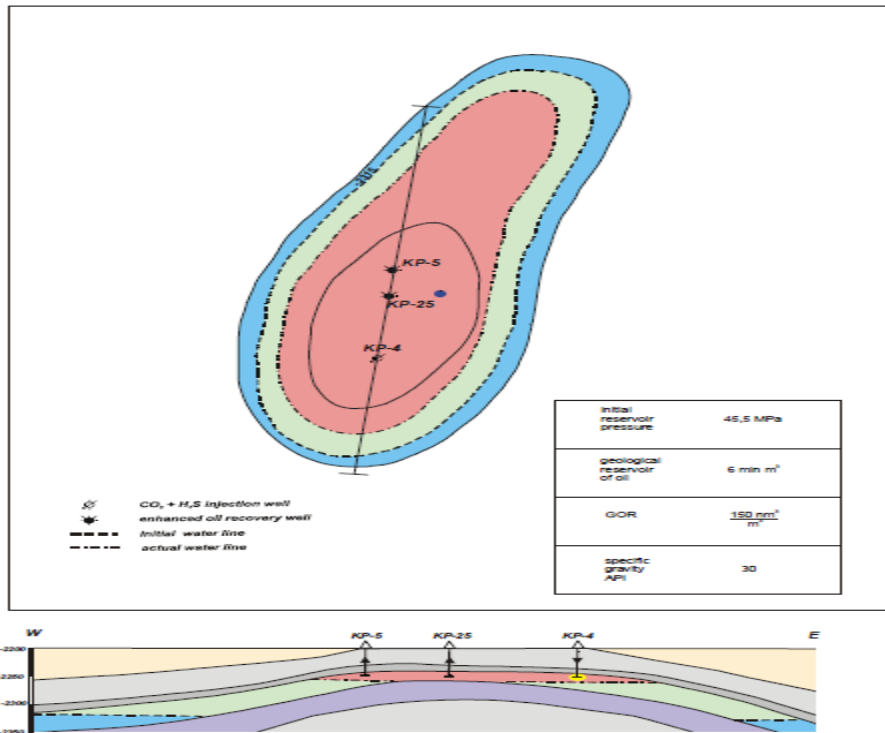 KP-5
KP-25
KP-4
Initial
reservoir
pressure
45,5 MPa
geological
reservoir
of oil
6 mln m³
GOR
150 nm³
m³
specific
gravity
API
30
CO₂ + H₂S injection well
enhanced oil recovery well
Initial water line
actual water line
W
KP-5
KP-25
KP-4
E
-2200
-2250
-2300
-2350